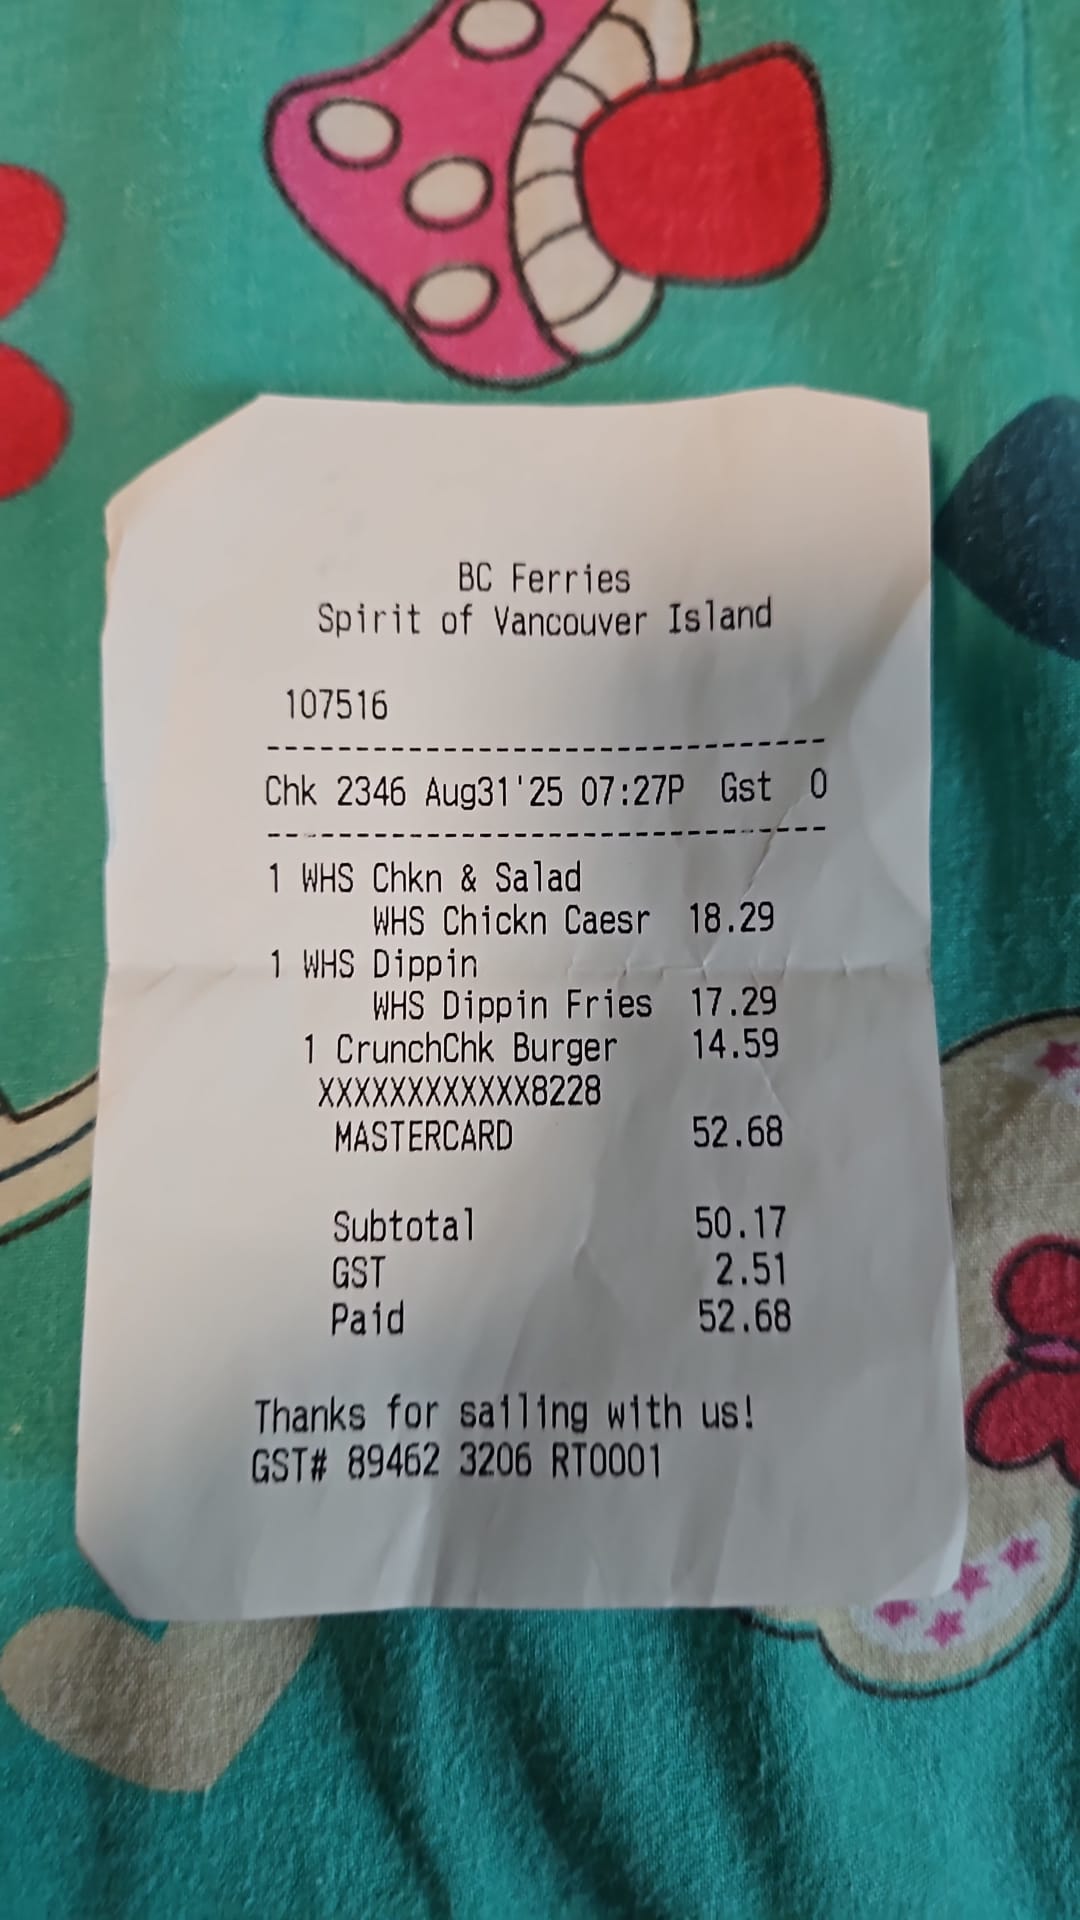 BC Ferries
Spirit of Vancouver Island
107516
--------------------------------
Chk 2346 Aug31'25 07:27P Gst 0
--------------------------------
1 WHS Chkn & Salad
WHS Chickn Caesr 18.29
1 WHS Dippin
WHS Dippin Fries 17.29
1 CrunchChk Burger 14.59
XXXXXXXXXXXX8228
MASTERCARD 52.68
Subtotal 50.17
GST 2.51
Paid 52.68
Thanks for sailing with us!
GST# 89462 3206 RT0001